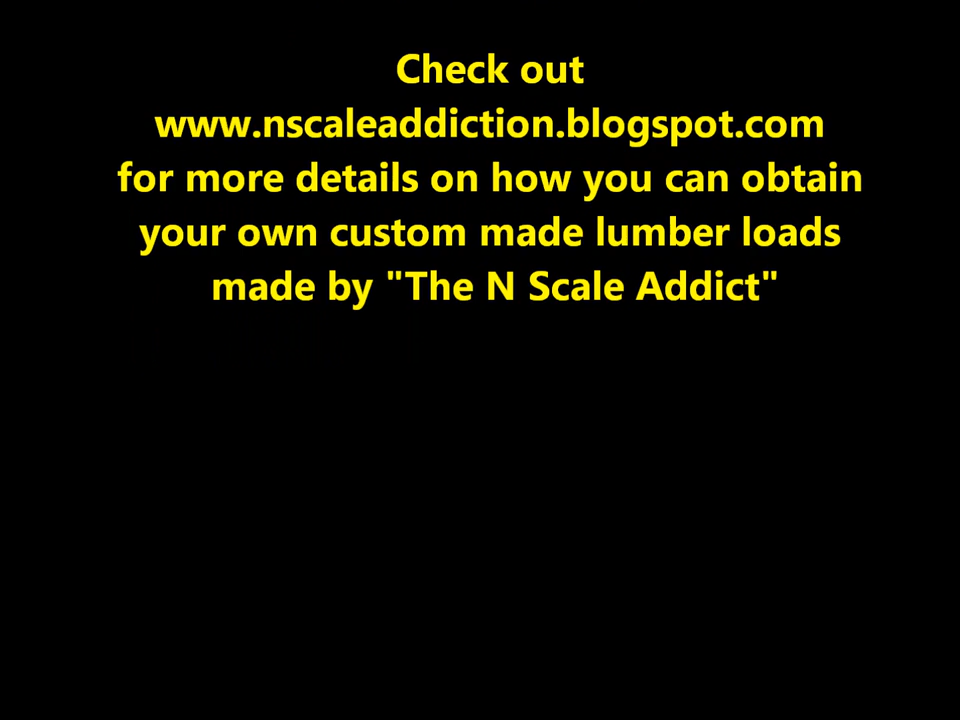 Check out
www.nscaleaddiction.blogspot.com
for more details on how you can obtain
your own custom made lumber loads
made by "The N Scale Addict"